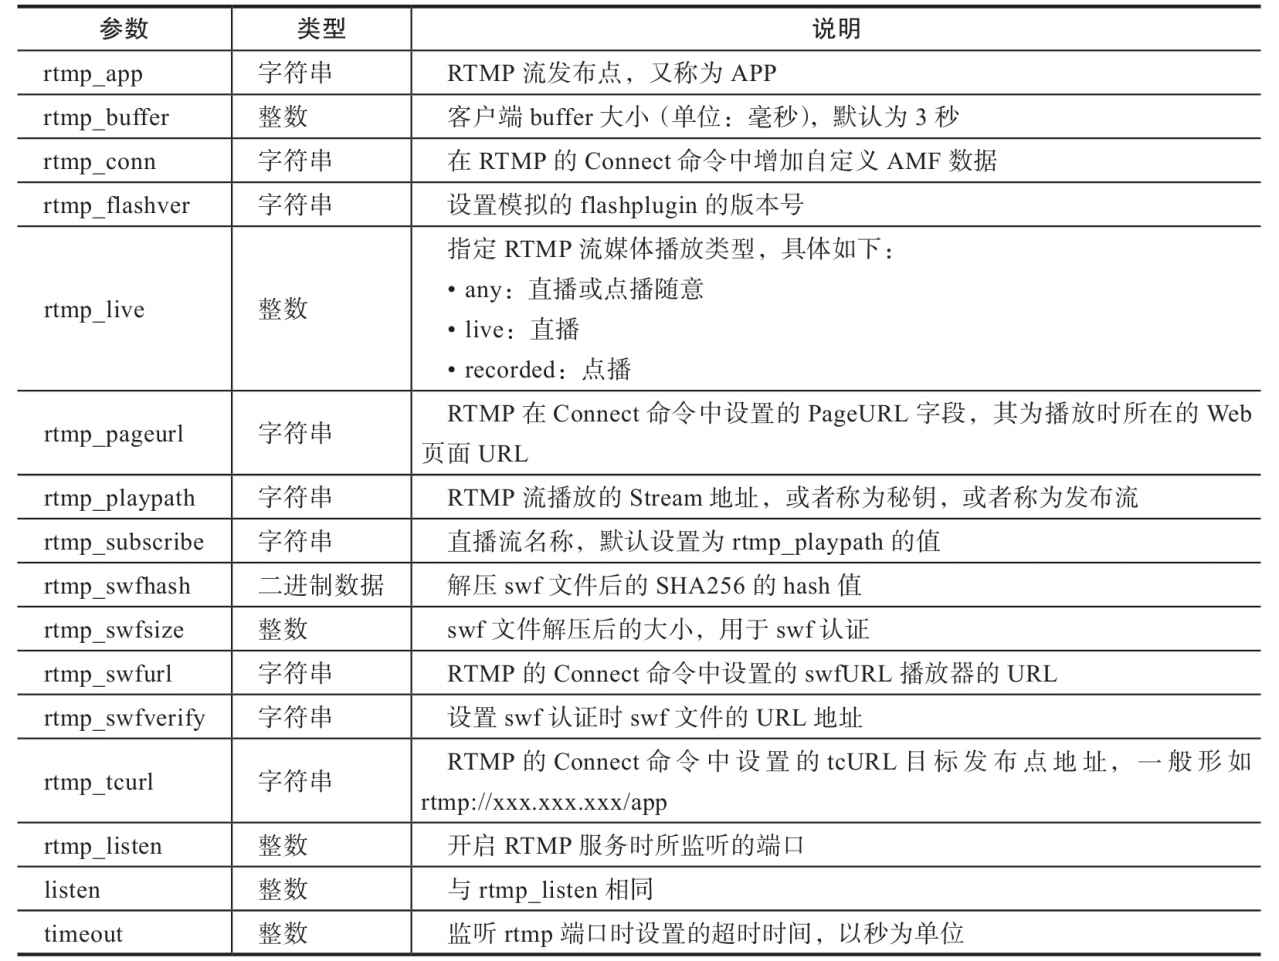 参数 类型 说明
rtmp_app 字符串 RTMP 流发布点，又称为 APP
rtmp_buffer 整数 客户端 buffer 大小（单位：毫秒），默认为 3 秒
rtmp_conn 字符串 在 RTMP 的 Connect 命令中增加自定义 AMF 数据
rtmp_flashver 字符串 设置模拟的 flashplugin 的版本号
rtmp_live 整数 指定 RTMP 流媒体播放类型，具体如下：
• any：直播或点播随意
• live：直播
• recorded：点播
rtmp_pageurl 字符串 RTMP 在 Connect 命令中设置的 PageURL 字段，其为播放时所在的 Web
页面 URL
rtmp_playpath 字符串 RTMP 流播放的 Stream 地址，或者称为秘钥，或者称为发布流
rtmp_subscribe 字符串 直播流名称，默认设置为 rtmp_playpath 的值
rtmp_swfhash 二进制数据 解压 swf 文件后的 SHA256 的 hash 值
rtmp_swfsize 整数 swf 文件解压后的大小，用于 swf 认证
rtmp_swfurl 字符串 RTMP 的 Connect 命令中设置的 swfURL 播放器的 URL
rtmp_swfverify 字符串 设置 swf 认证时 swf 文件的 URL 地址
rtmp_tcurl 字符串 RTMP 的 Connect 命令中设置的 tcURL 目标发布点地址，一般形如
rtmp://xxx.xxx.xxx/app
rtmp_listen 整数 开启 RTMP 服务时所监听的端口
listen 整数 与 rtmp_listen 相同
timeout 整数 监听 rtmp 端口时设置的超时时间，以秒为单位